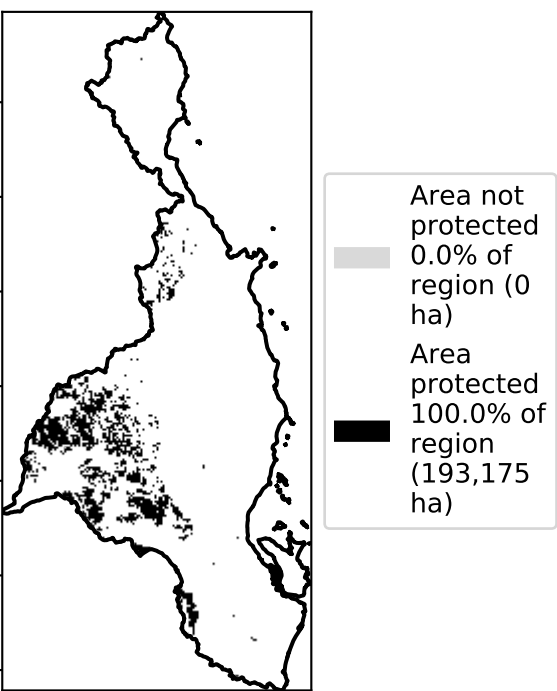 Area not
protected
0.0% of
region (0
ha)
Area
protected
100.0% of
region
(193,175
ha)